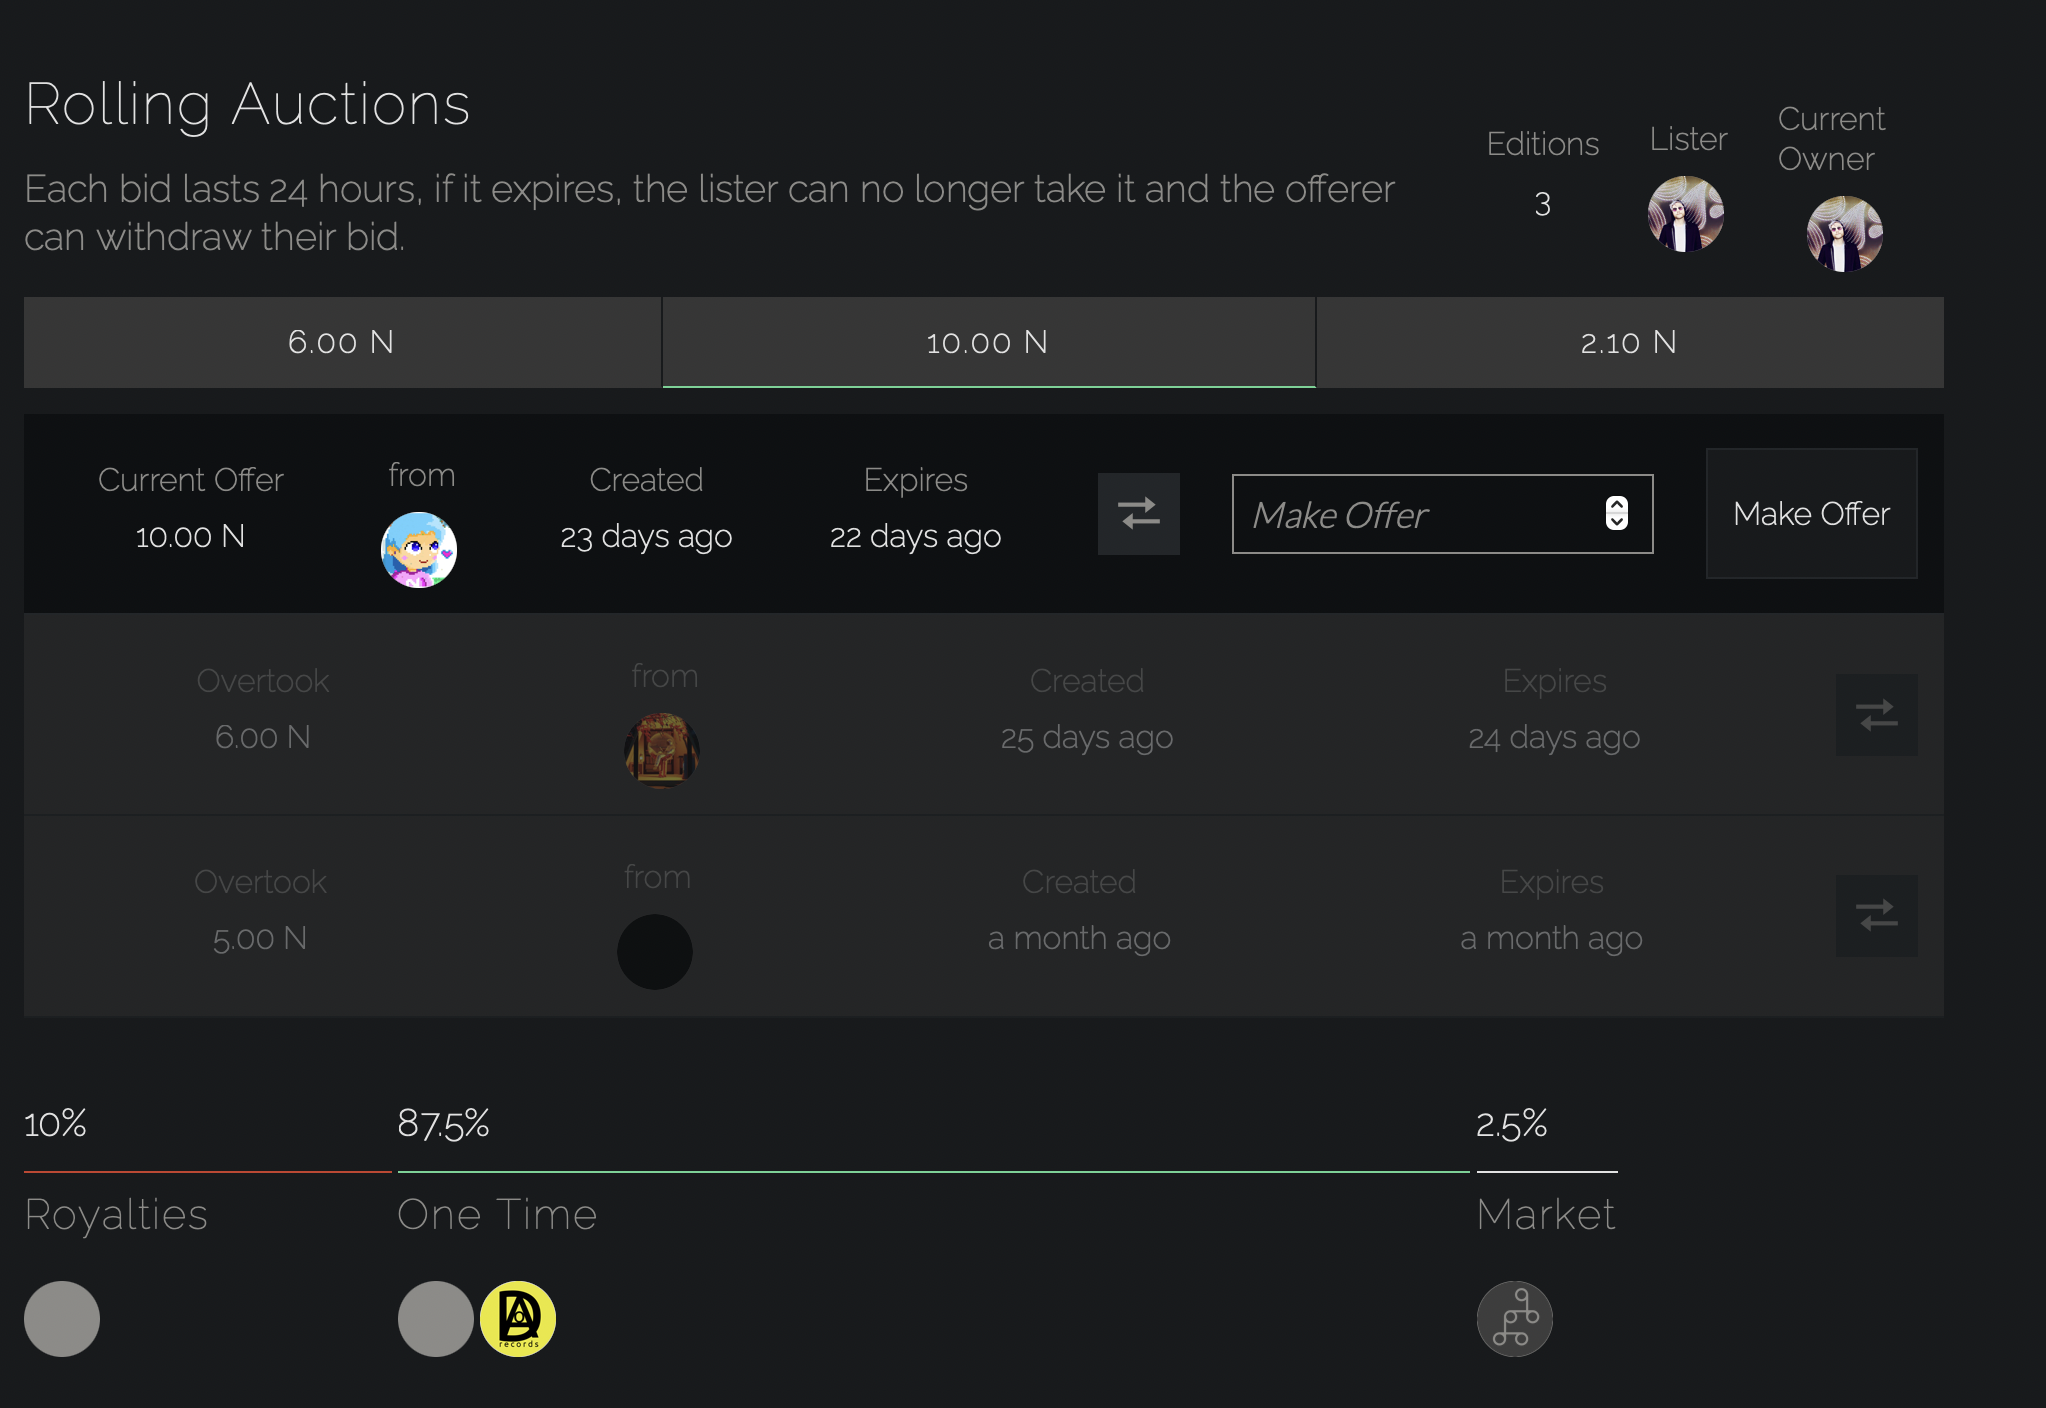 Rolling Auctions
Each bid lasts 24 hours, if it expires, the lister can no longer take it and the offerer
can withdraw their bid.
Editions
3
Lister
Current
Owner
6.00 N
10.00 N
2.10 N
Current Offer
10.00 N
from
Created
23 days ago
Expires
22 days ago
Make Offer
Make Offer
Overtook
6.00 N
from
Created
25 days ago
Expires
24 days ago
Overtook
5.00 N
from
Created
a month ago
Expires
a month ago
10%
Royalties
87.5%
One Time
DAO
records
2.5%
Market